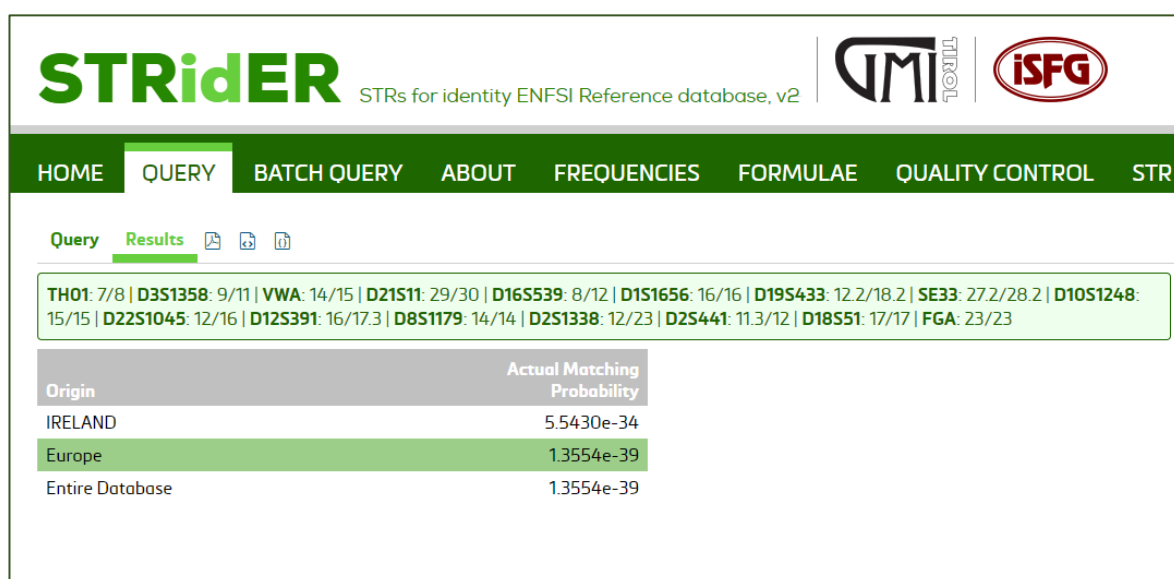 STRidER STRs for identity ENFSI Reference database, v2 GMI TIROL iSFG
HOME QUERY BATCH QUERY ABOUT FREQUENCIES FORMULAE QUALITY CONTROL STR
Query Results
TH01: 7/8 | D3S1358: 9/11 | VWA: 14/15 | D21S11: 29/30 | D16S539: 8/12 | D1S1656: 16/16 | D19S433: 12.2/18.2 | SE33: 27.2/28.2 | D10S1248:
15/15 | D22S1045: 12/16 | D12S391: 16/17.3 | D8S1179: 14/14 | D2S1338: 12/23 | D2S441: 11.3/12 | D18S51: 17/17 | FGA: 23/23
Actual Matching
Origin Probability
IRELAND 5.5430e-34
Europe 1.3554e-39
Entire Database 1.3554e-39